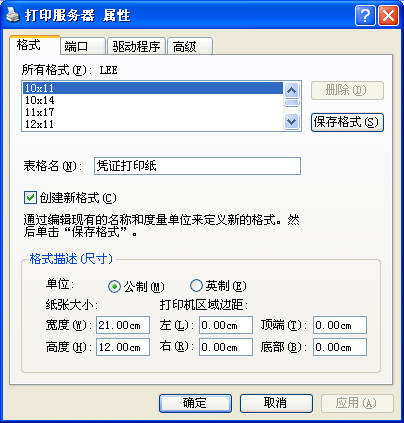 打印服务器 属性
格式 端口 驱动程序 高级
所有格式(F): LEE
10x11
10x14
11x17
12x11
删除(D)
保存格式(S)
表格名(N): 凭证打印纸
创建新格式(C)
通过编辑现有的名称和度量单位来定义新的格式。然
后单击“保存格式”。
格式描述(尺寸)
单位: 公制(M) 英制(E)
纸张大小: 打印机区域边距:
宽度(W): 21.00cm 左(L): 0.00cm 顶端(T): 0.00cm
高度(H): 12.00cm 右(R): 0.00cm 底部(B): 0.00cm
确定 取消 应用(A)